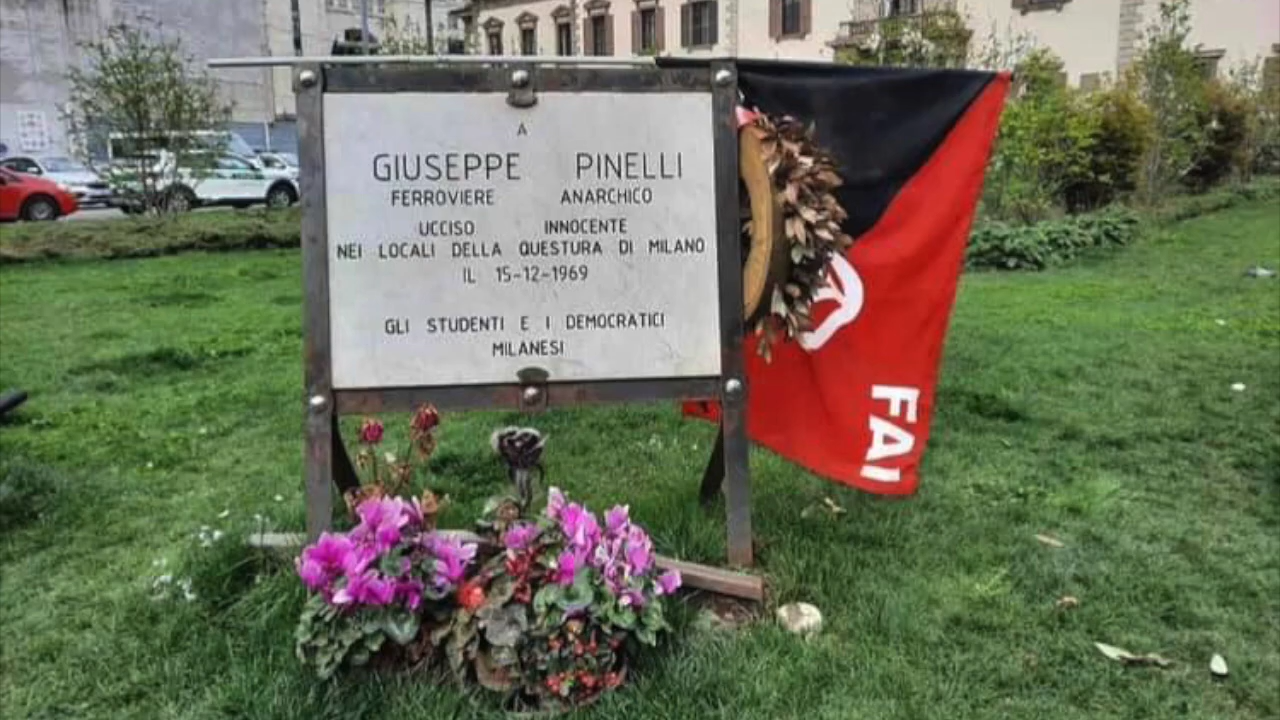 A
GIUSEPPE PINELLI
FERROVIERE ANARCHICO
UCCISO INNOCENTE
NEI LOCALI DELLA QUESTURA DI MILANO
IL 15-12-1969
GLI STUDENTI E I DEMOCRATICI
MILANESI
FAI